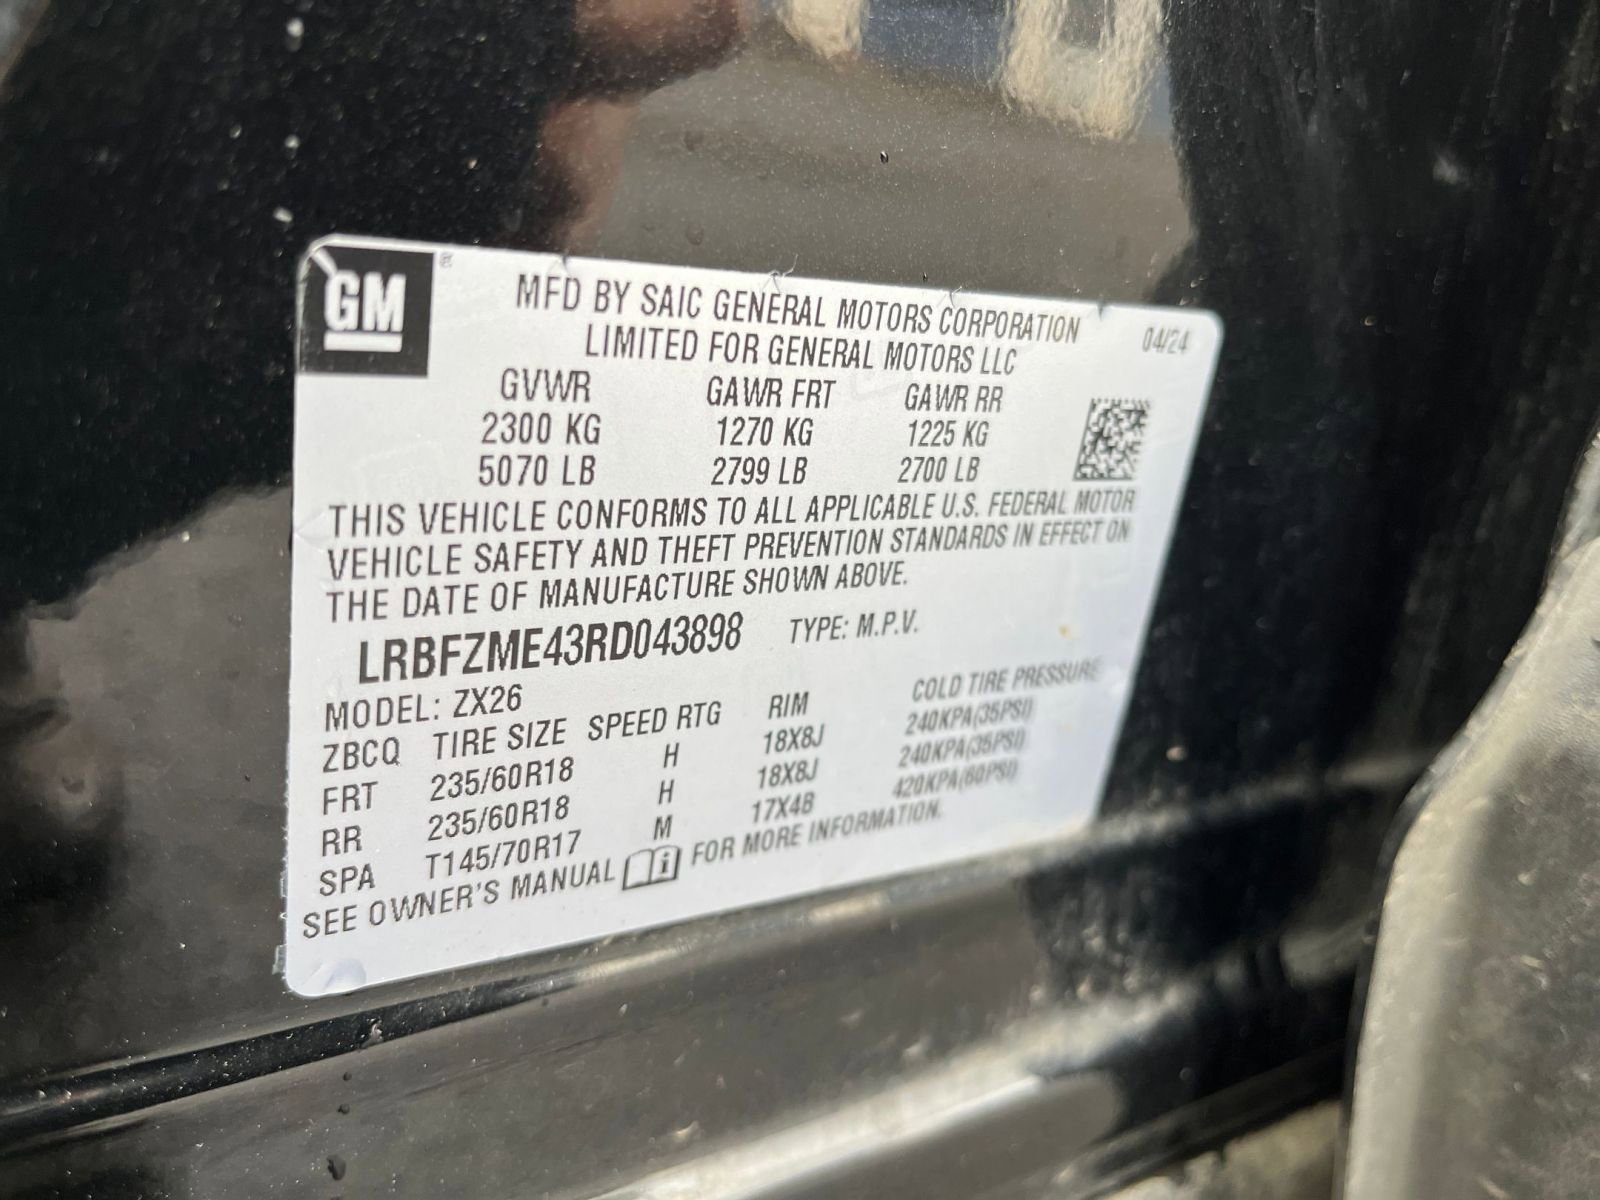 GM ®
MFD BY SAIC GENERAL MOTORS CORPORATION 04/24
LIMITED FOR GENERAL MOTORS LLC
GVWR GAWR FRT GAWR RR
2300 KG 1270 KG 1225 KG
5070 LB 2799 LB 2700 LB
THIS VEHICLE CONFORMS TO ALL APPLICABLE U.S. FEDERAL MOTOR
VEHICLE SAFETY AND THEFT PREVENTION STANDARDS IN EFFECT ON
THE DATE OF MANUFACTURE SHOWN ABOVE.
LRBFZME43RD043898 TYPE: M.P.V.
MODEL: ZX26
ZBCQ TIRE SIZE SPEED RTG RIM COLD TIRE PRESSURE
FRT 235/60R18 H 18X8J 240KPA(35PSI)
RR 235/60R18 H 18X8J 240KPA(35PSI)
SPA T145/70R17 M 17X4B 420KPA(60PSI)
SEE OWNER'S MANUAL i FOR MORE INFORMATION.